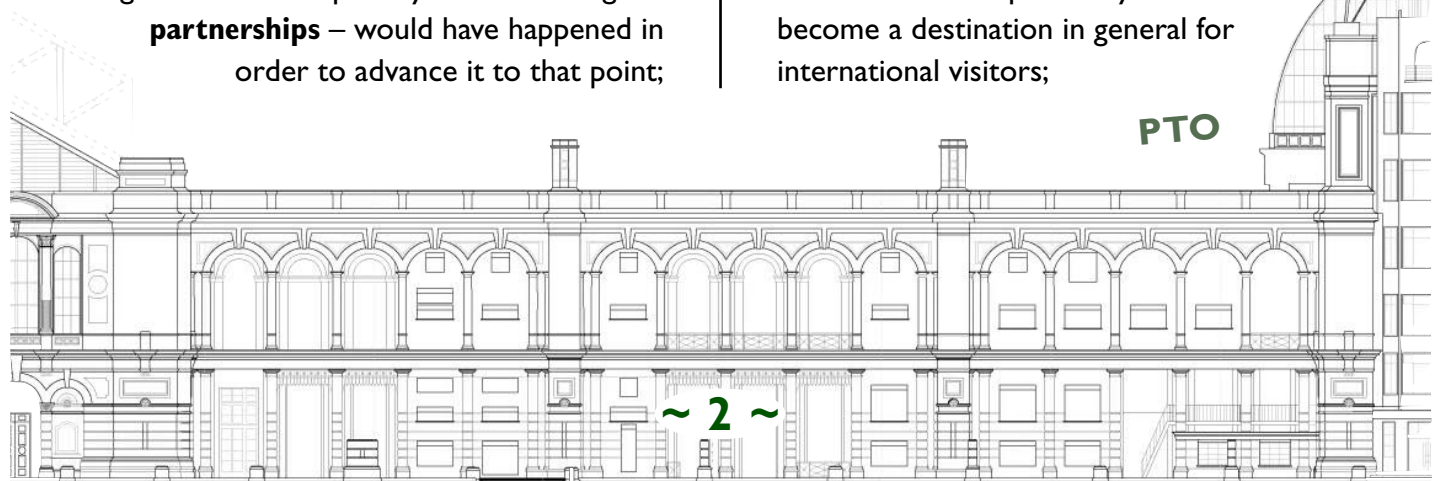 partnerships – would have happened in
order to advance it to that point;
become a destination in general for
international visitors;
PTO
~ 2 ~